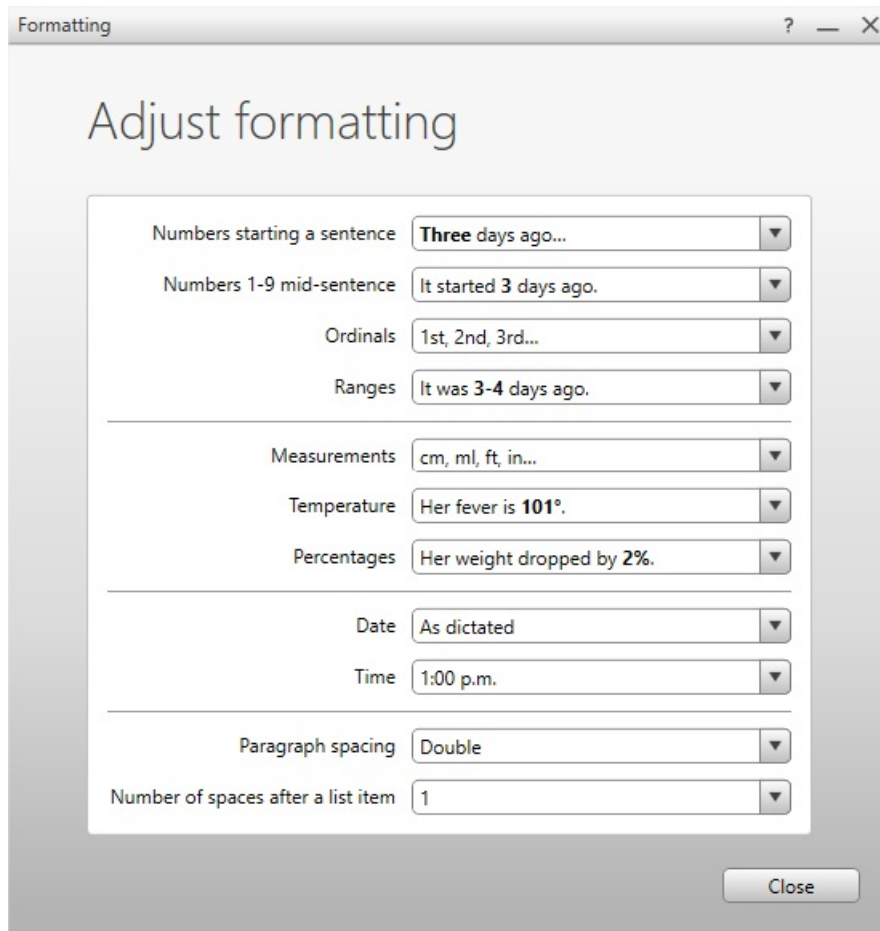 Formatting ?
Adjust formatting
Numbers starting a sentence Three days ago...
Numbers 1-9 mid-sentence It started 3 days ago.
Ordinals 1st, 2nd, 3rd...
Ranges It was 3-4 days ago.
Measurements cm, ml, ft, in...
Temperature Her fever is 101°.
Percentages Her weight dropped by 2%.
Date As dictated
Time 1:00 p.m.
Paragraph spacing Double
Number of spaces after a list item 1
Close